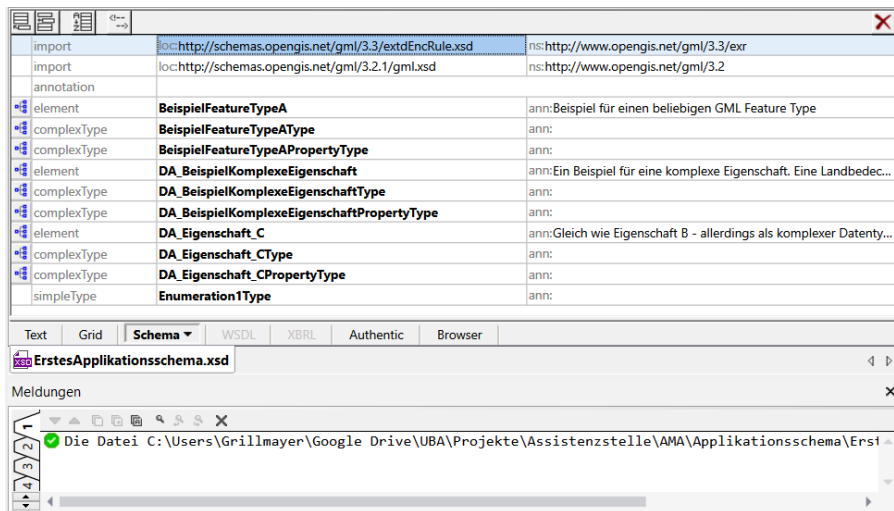 import loc:http://schemas.opengis.net/gml/3.3/extdEncRule.xsd ns:http://www.opengis.net/gml/3.3/exr
import loc:http://schemas.opengis.net/gml/3.2.1/gml.xsd ns:http://www.opengis.net/gml/3.2
annotation
element BeispielFeatureTypeA ann:Beispiel für einen beliebigen GML Feature Type
complexType BeispielFeatureTypeAType ann:
complexType BeispielFeatureTypeAPropertyType ann:
element DA_BeispielKomplexeEigenschaft ann:Ein Beispiel für eine komplexe Eigenschaft. Eine Landbedec...
complexType DA_BeispielKomplexeEigenschaftType ann:
complexType DA_BeispielKomplexeEigenschaftPropertyType ann:
element DA_Eigenschaft_C ann:Gleich wie Eigenschaft B - allerdings als komplexer Datenty...
complexType DA_Eigenschaft_CType ann:
complexType DA_Eigenschaft_CPropertyType ann:
simpleType Enumeration1Type ann:
Text Grid Schema WSDL XBRL Authentic Browser
XSD ErstesApplikationsschema.xsd
Meldungen
1
2
3
4
Die Datei C:\Users\Grillmayer\Google Drive\UBA\Projekte\Assistenzstelle\AMA\Applikationsschema\Erst